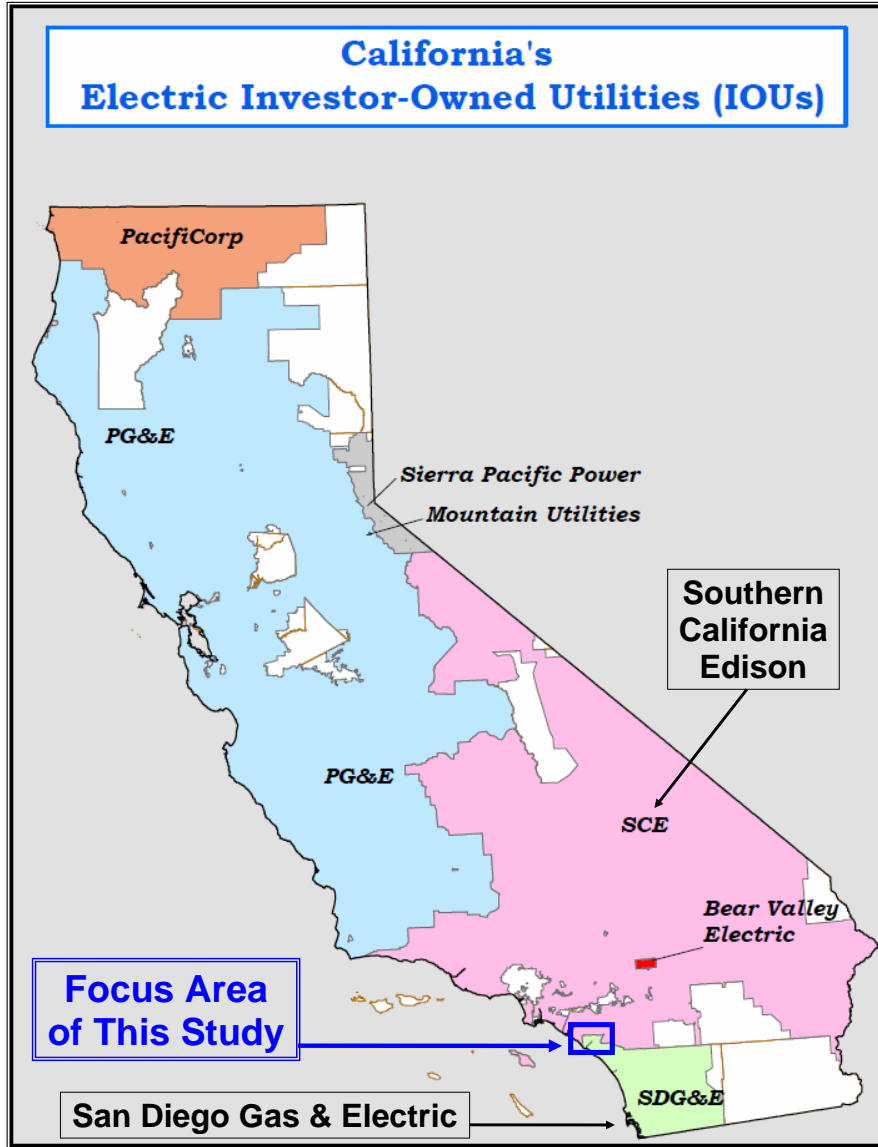 California's
Electric Investor-Owned Utilities (IOUs)
PacifiCorp
PG&E
Sierra Pacific Power
Mountain Utilities
Southern
California
Edison
PG&E
SCE
Bear Valley
Electric
Focus Area
of This Study
SDG&E
San Diego Gas & Electric